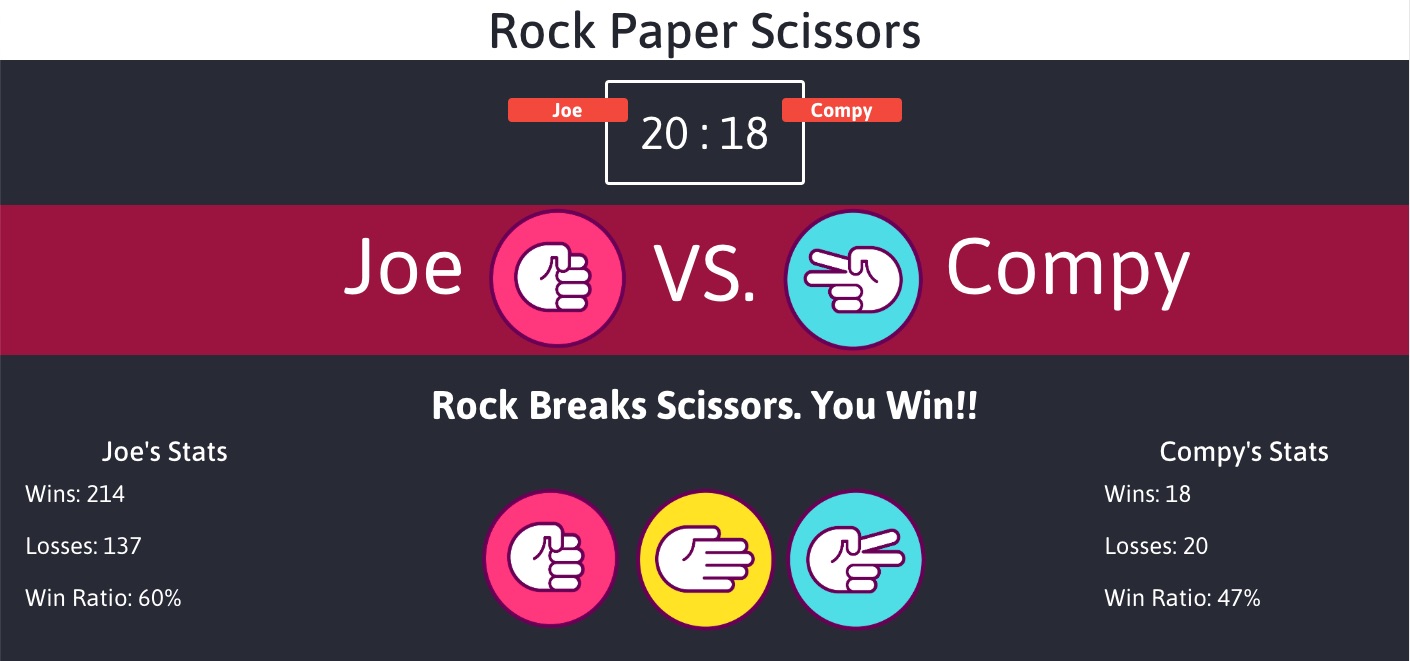 Rock Paper Scissors
Joe
20 : 18
Compy
Joe
VS.
Compy
Rock Breaks Scissors. You Win!!
Joe's Stats
Wins: 214
Losses: 137
Win Ratio: 60%
Compy's Stats
Wins: 18
Losses: 20
Win Ratio: 47%